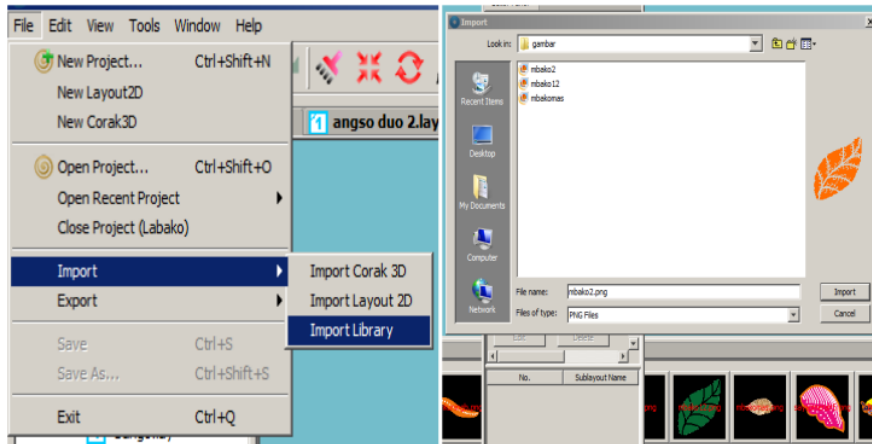 File Edit View Tools Window Help
New Project... Ctrl+Shift+N
New Layout2D
New Corak3D
Open Project... Ctrl+Shift+O
Open Recent Project
Close Project (Labako)
Import
Export
Save Ctrl+S
Save As... Ctrl+Shift+S
Exit Ctrl+Q
Import Corak 3D
Import Layout 2D
Import Library
angso duo 2.lay
Import
Look in: gambar
mbako2
mbako12
mbakomas
Recent Items
Desktop
My Documents
Computer
Network
File name: mbako2.png
Files of type: PNG Files
Import
Cancel
Edit Delete
No. Sublayout Name